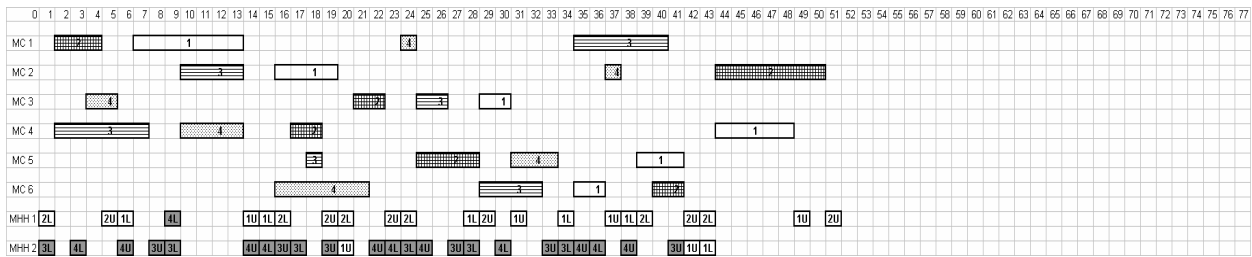 0 1 2 3 4 5 6 7 8 9 10 11 12 13 14 15 16 17 18 19 20 21 22 23 24 25 26 27 28 29 30 31 32 33 34 35 36 37 38 39 40 41 42 43 44 45 46 47 48 49 50 51 52 53 54 55 56 57 58 59 60 61 62 63 64 65 66 67 68 69 70 71 72 73 74 75 76 77
MC 1 2 1 4 3
MC 2 3 1 4 2
MC 3 4 2 3 1
MC 4 3 4 2 1
MC 5 3 2 4 1
MC 6 4 3 1 2
MHH 1 2L 2U 1L 4L 1U 1L 2L 2U 2L 2U 2L 1L 2U 1U 1L 1U 1L 2L 2U 2L 1U 2U
MHH 2 3L 4L 4U 3U 3L 4U 4L 3U 3L 3U 1U 4U 4L 3L 4U 3U 3L 4L 3U 3L 4U 4L 4U 3U 1U 1L